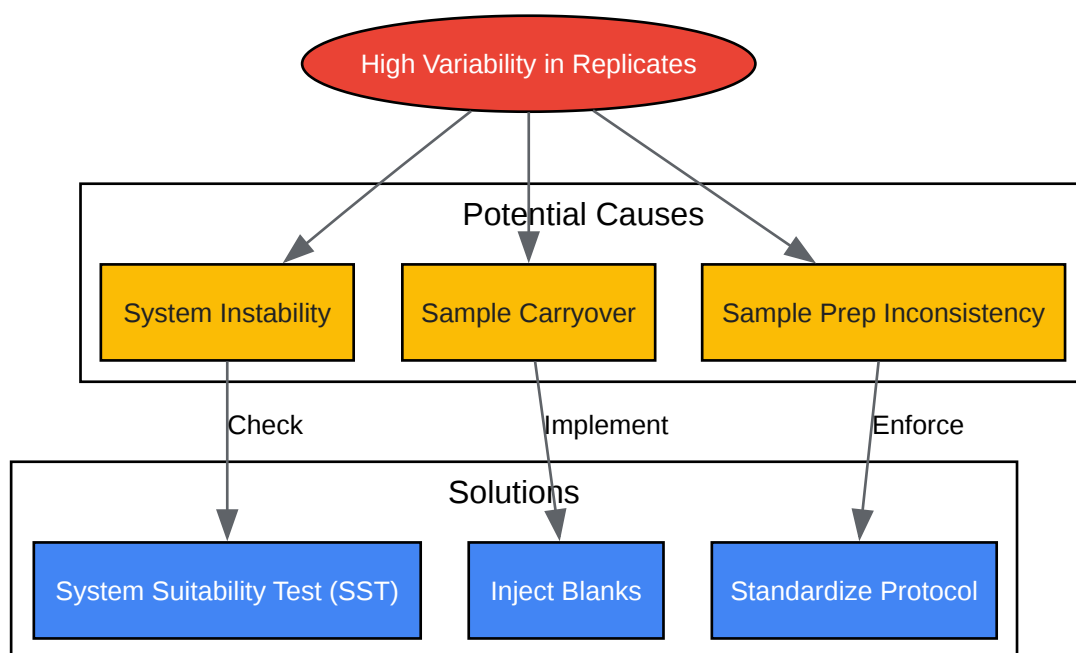 High Variability in Replicates
Potential Causes
System Instability
Sample Carryover
Sample Prep Inconsistency
Check
Implement
Enforce
Solutions
System Suitability Test (SST)
Inject Blanks
Standardize Protocol